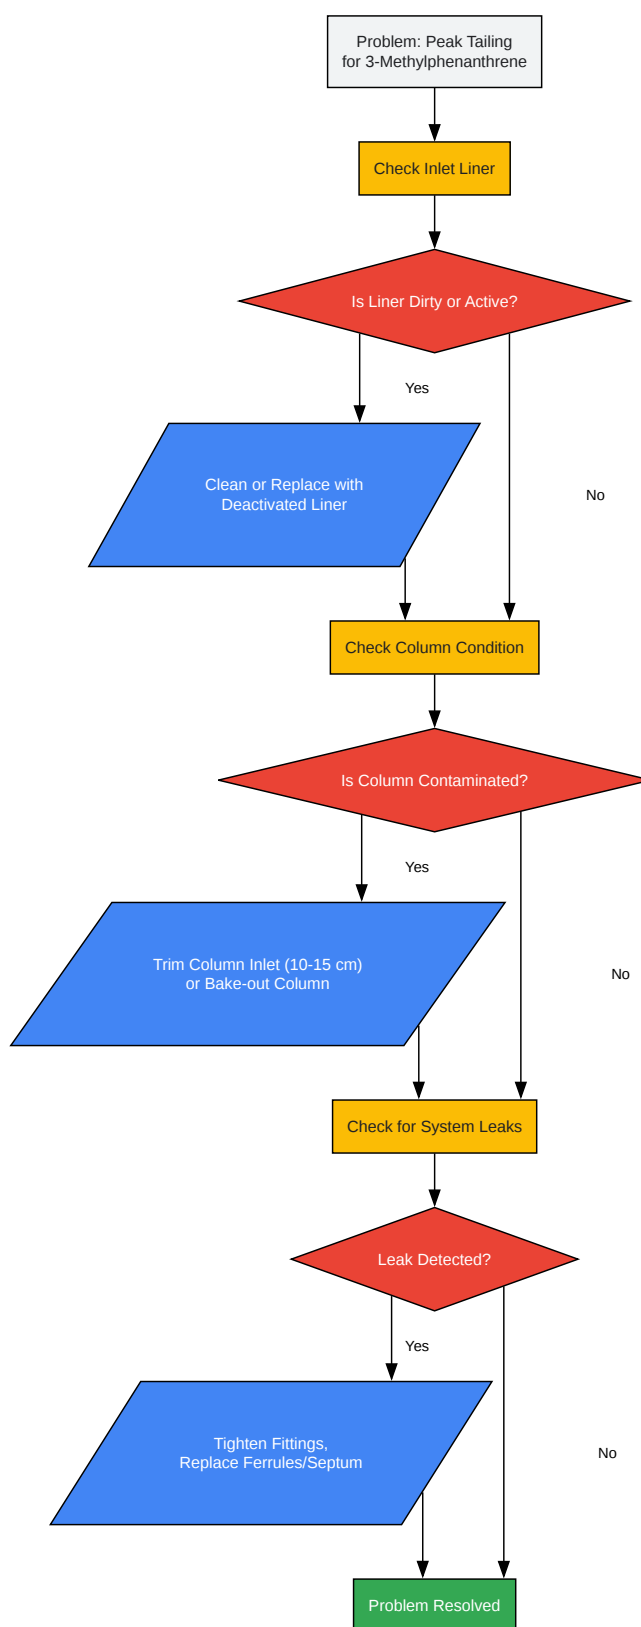 Problem: Peak Tailing
for 3-Methylphenanthrene
Check Inlet Liner
Is Liner Dirty or Active?
Yes
Clean or Replace with
Deactivated Liner
No
Check Column Condition
Is Column Contaminated?
Yes
Trim Column Inlet (10-15 cm)
or Bake-out Column
No
Check for System Leaks
Leak Detected?
Yes
Tighten Fittings,
Replace Ferrules/Septum
No
Problem Resolved